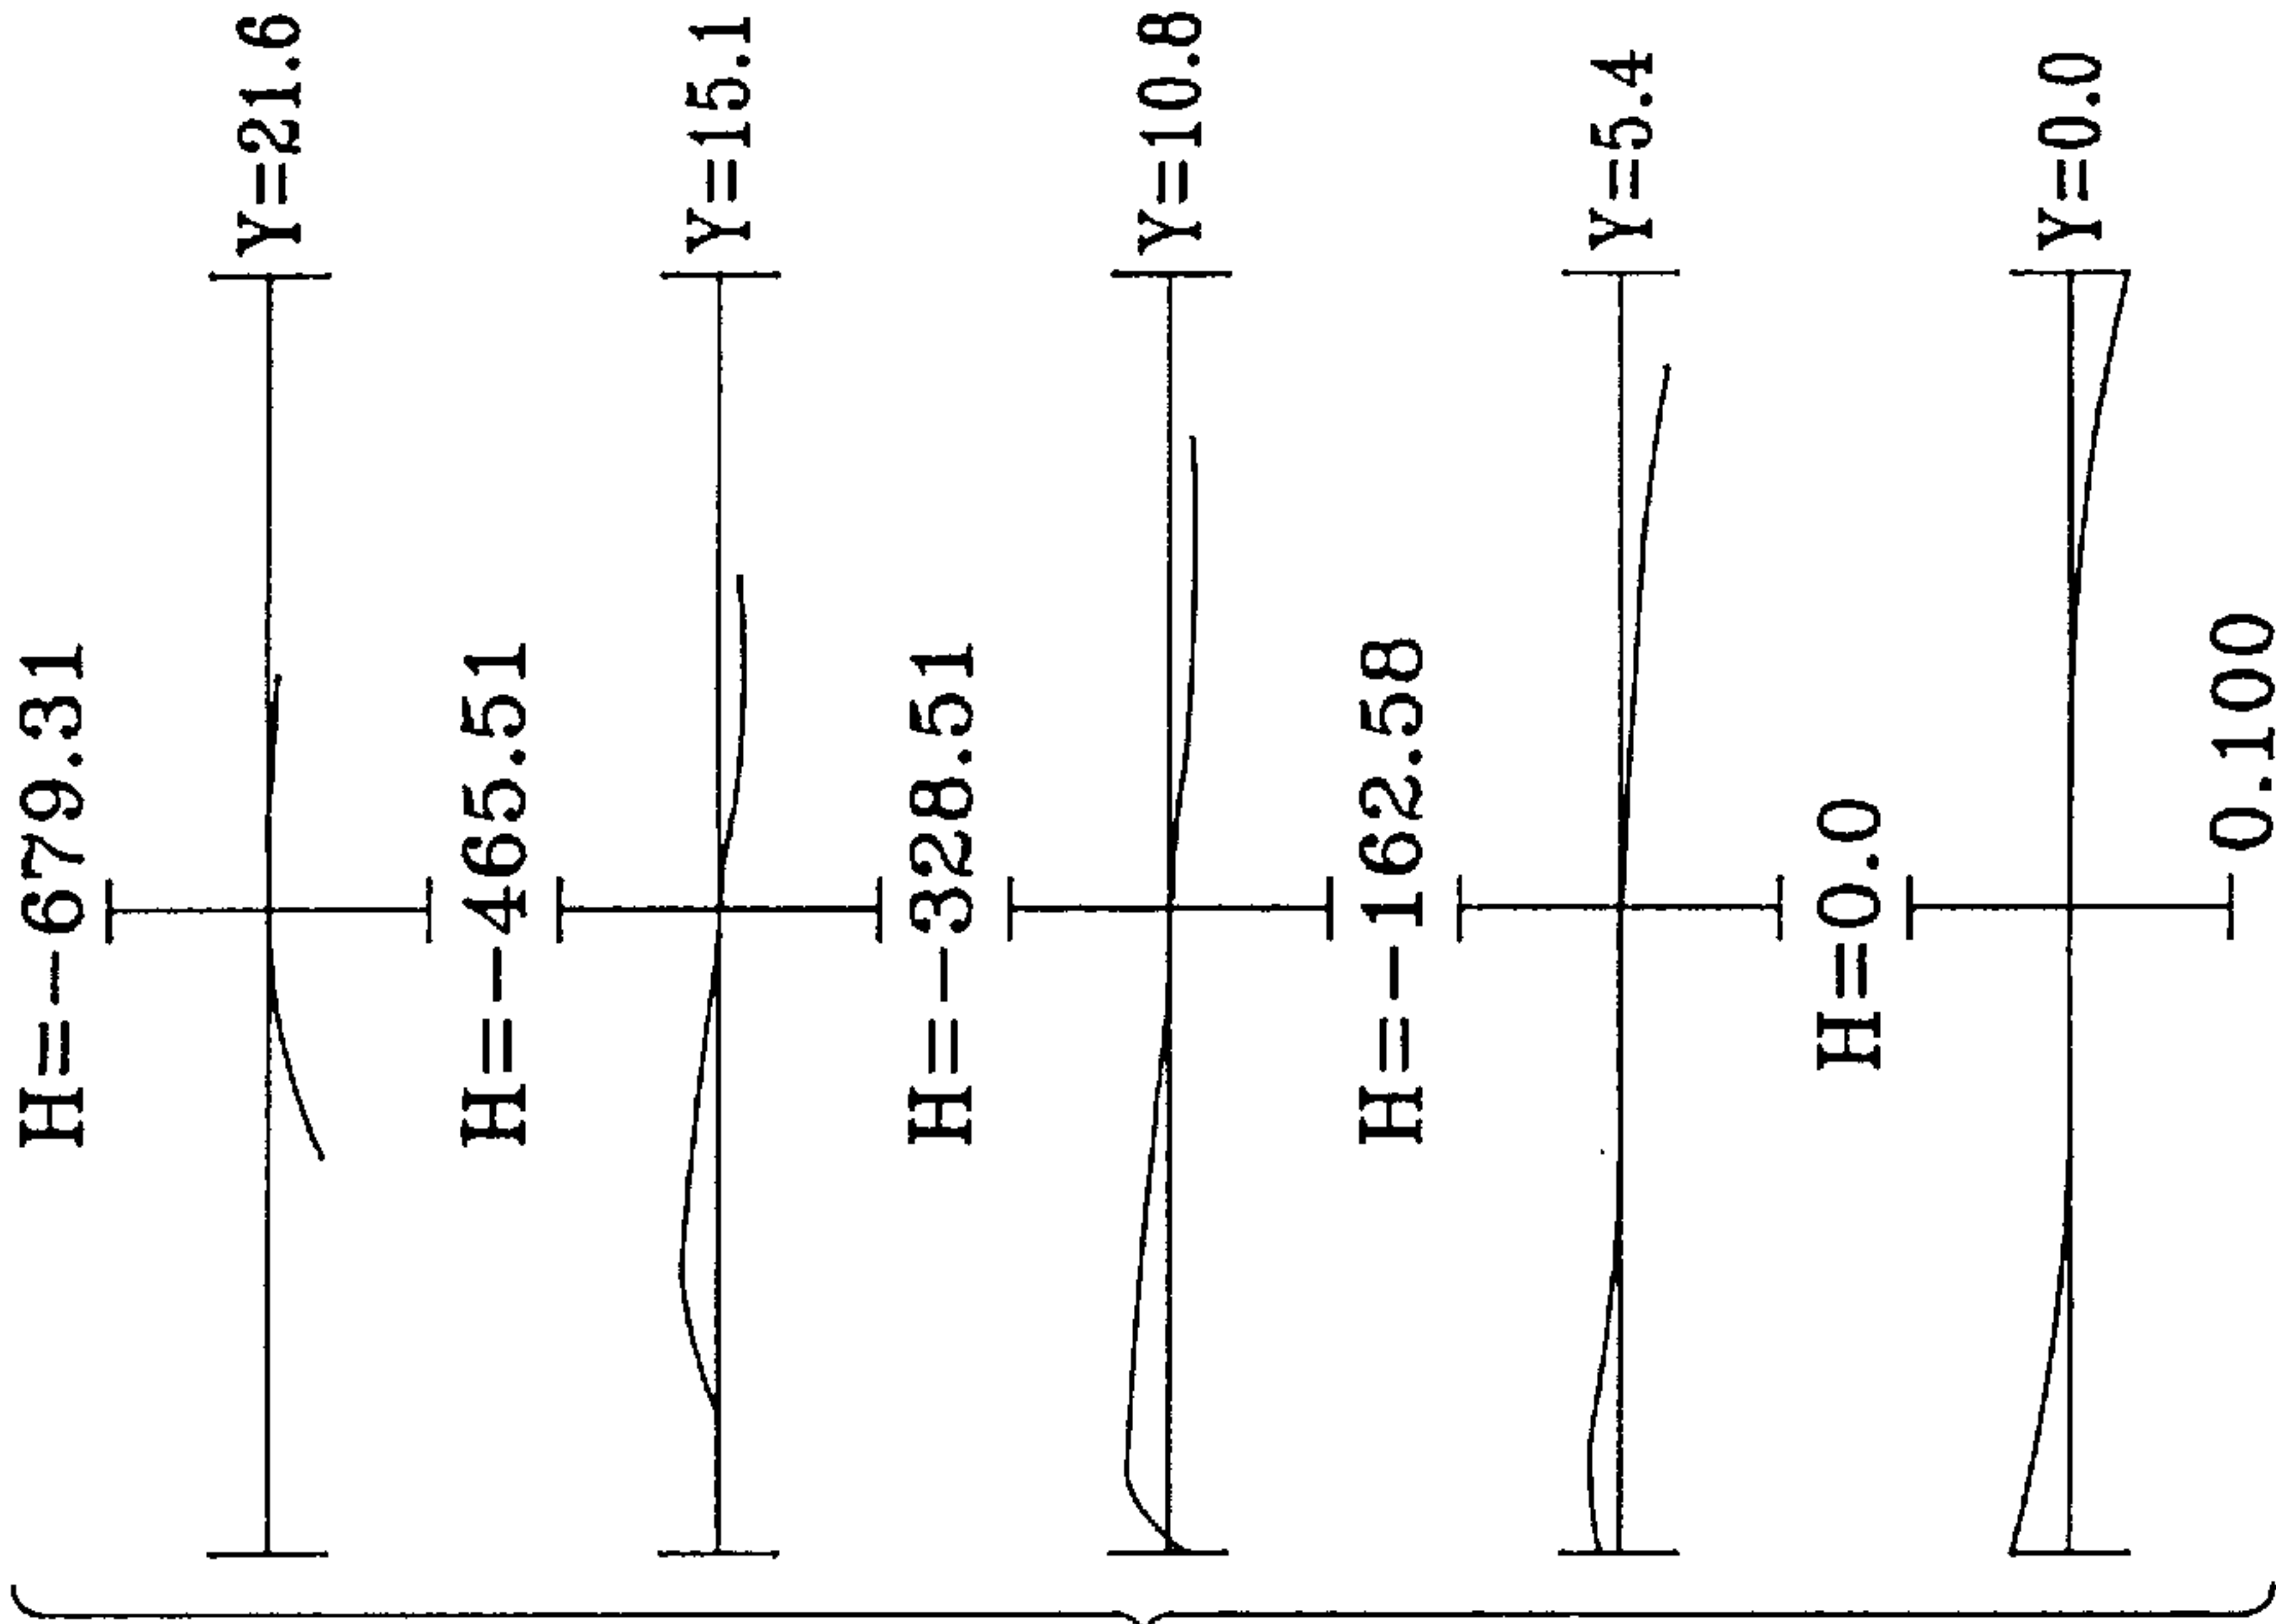 H=-679.31
Y=21.6
H=-465.51
Y=15.1
H=-328.51
Y=10.8
H=-162.58
Y=5.4
H=0.0
Y=0.0
0.100